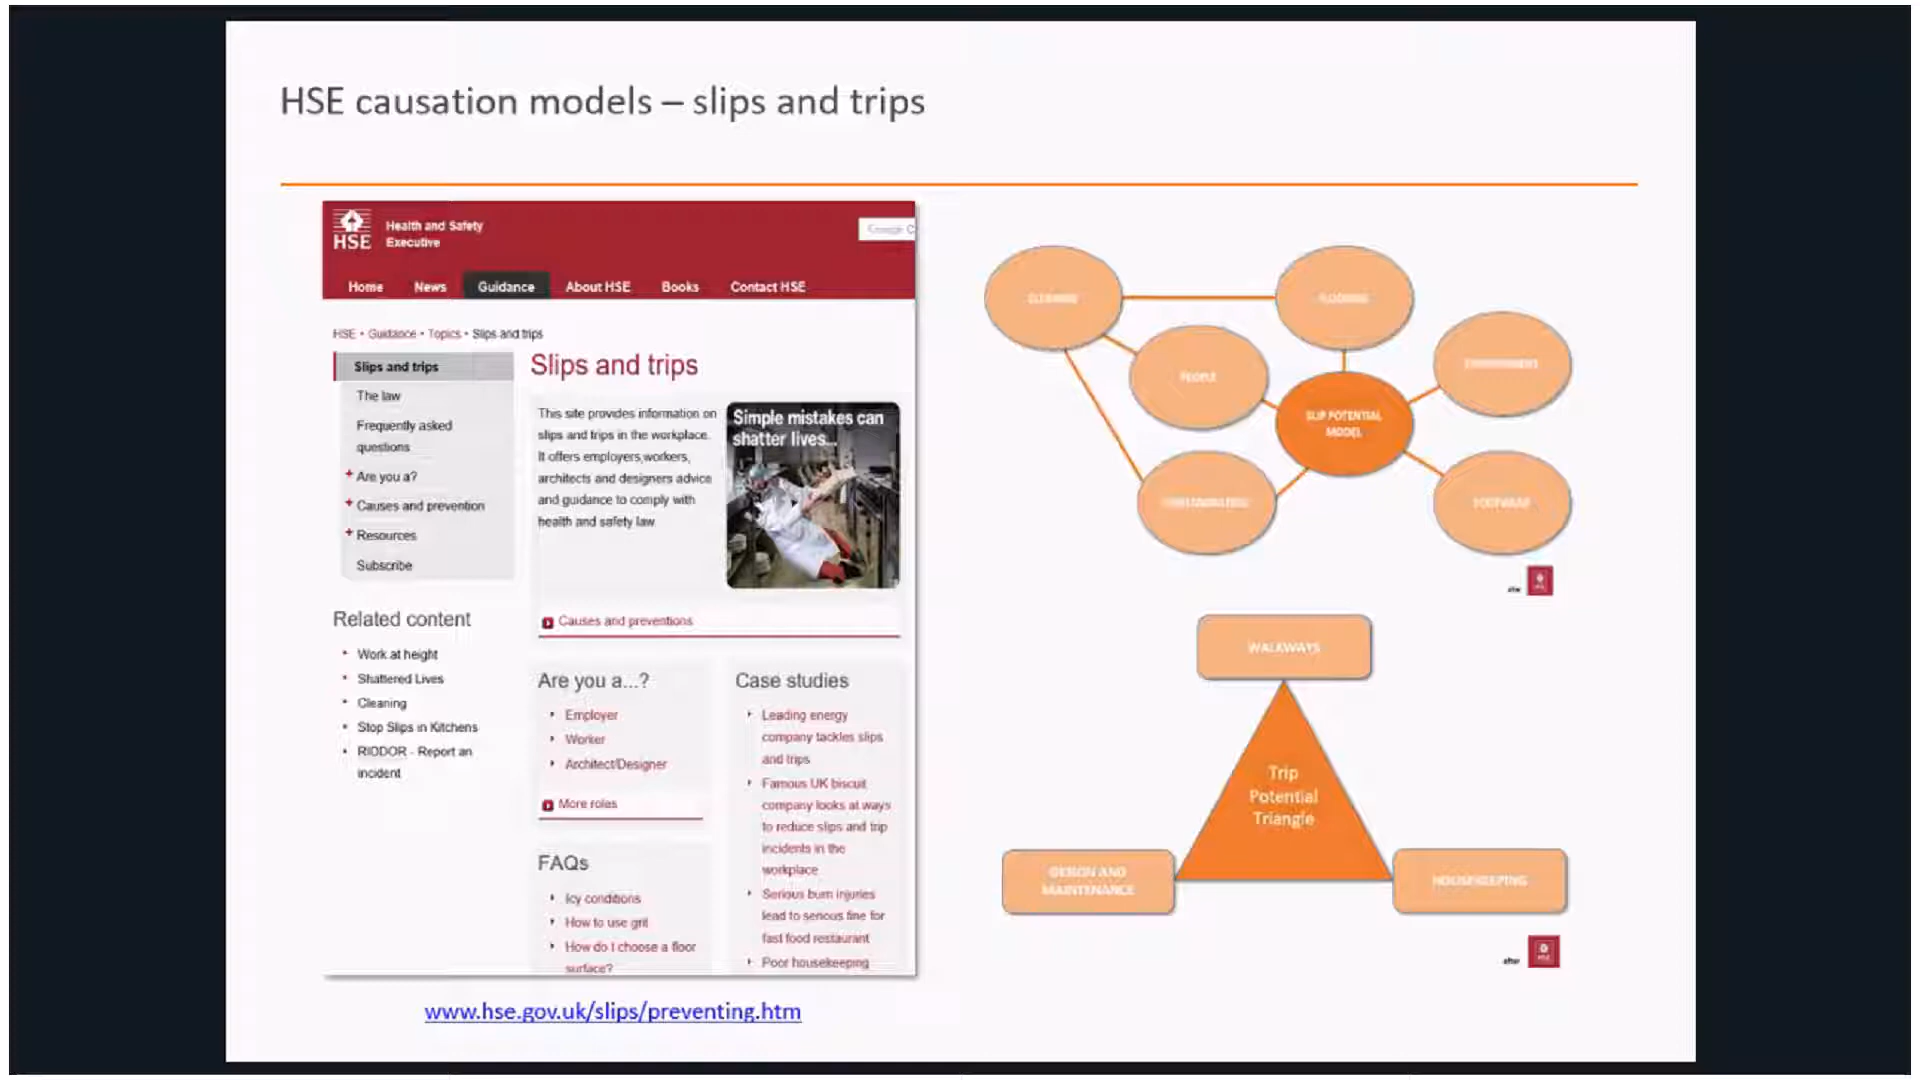 HSE causation models – slips and trips
HSE
Health and Safety
Executive
Home News Guidance About HSE Books Contact HSE
HSE • Guidance • Topics • Slips and trips
Slips and trips
The law
Frequently asked
questions
+ Are you a?
+ Causes and prevention
+ Resources
Subscribe
Related content
• Work at height
• Shattered Lives
• Cleaning
• Stop Slips in Kitchens
• RIDDOR - Report an
incident
Slips and trips
This site provides information on
slips and trips in the workplace.
It offers employers,workers,
architects and designers advice
and guidance to comply with
health and safety law
Simple mistakes can
shatter lives...
Causes and preventions
Are you a...?
Employer
Worker
Architect/Designer
More roles
FAQs
Icy conditions
How to use grit
How do I choose a floor
surface?
Case studies
Leading energy
company tackles slips
and trips
Famous UK biscuit
company looks at ways
to reduce slips and trip
incidents in the
workplace
Serious burn injuries
lead to serious fine for
fast food restaurant
Poor housekeeping
www.hse.gov.uk/slips/preventing.htm
CLEANING
FLOORING
PEOPLE
ENVIRONMENT
SLIP POTENTIAL
MODEL
CONTAMINATION
FOOTWEAR
WALKWAYS
Trip
Potential
Triangle
DESIGN AND
MAINTENANCE
HOUSEKEEPING
after